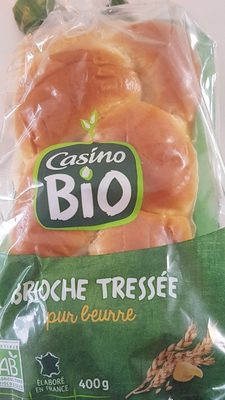 Casino
BiO
BRIOCHE TRESSÉE
pur beurre
AB
ÉLABORÉ
EN FRANCE
400g